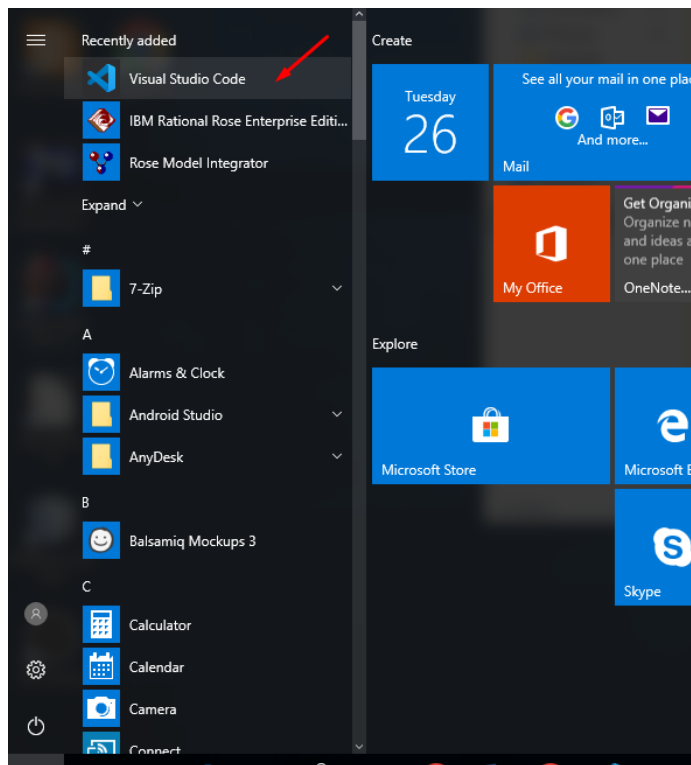 Recently added
Visual Studio Code
IBM Rational Rose Enterprise Editi...
Rose Model Integrator
Expand
#
7-Zip
A
Alarms & Clock
Android Studio
AnyDesk
B
Balsamiq Mockups 3
C
Calculator
Calendar
Camera
Connect
Create
Tuesday
26
See all your mail in one plac
And more...
Mail
My Office
Get Organi
Organize n
and ideas a
one place
OneNote...
Explore
Microsoft Store
Microsoft E
Skype